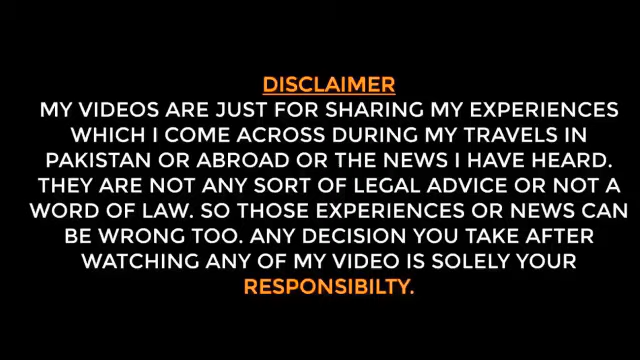 DISCLAIMER
MY VIDEOS ARE JUST FOR SHARING MY EXPERIENCES
WHICH I COME ACROSS DURING MY TRAVELS IN
PAKISTAN OR ABROAD OR THE NEWS I HAVE HEARD.
THEY ARE NOT ANY SORT OF LEGAL ADVICE OR NOT A
WORD OF LAW. SO THOSE EXPERIENCES OR NEWS CAN
BE WRONG TOO. ANY DECISION YOU TAKE AFTER
WATCHING ANY OF MY VIDEO IS SOLELY YOUR
RESPONSIBILTY.